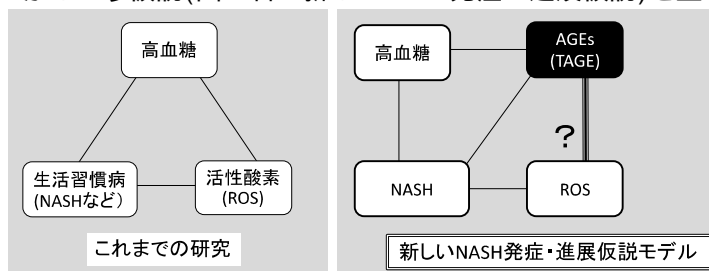 高血糖
生活習慣病
(NASHなど)
活性酸素
(ROS)
これまでの研究
高血糖
AGEs
(TAGE)
?
NASH
ROS
新しいNASH発症・進展仮説モデル